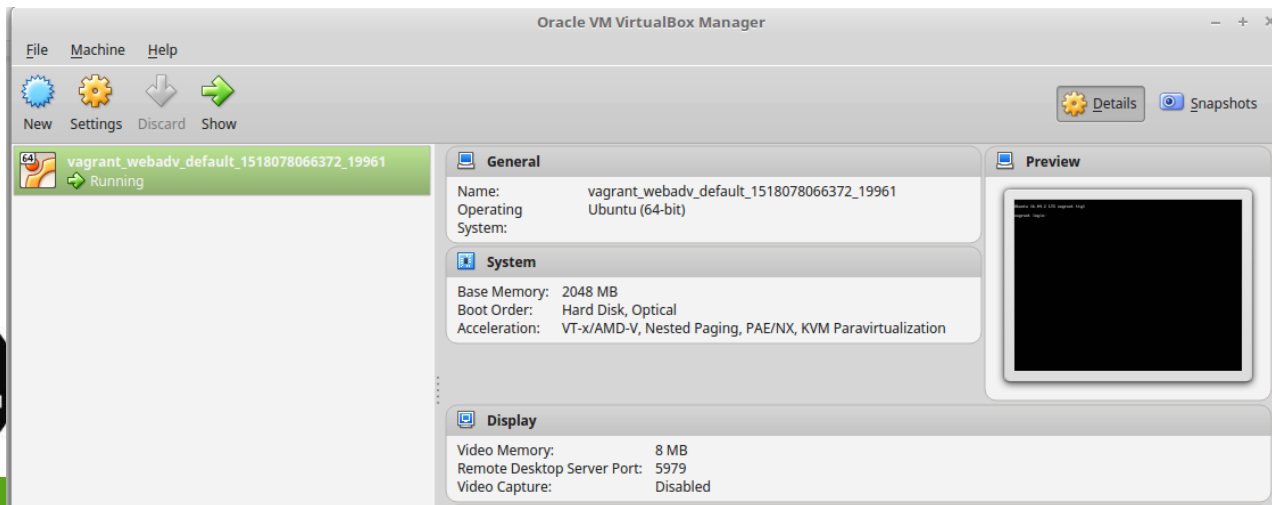 Oracle VM VirtualBox Manager
File Machine Help
New Settings Discard Show
Details Snapshots
64
vagrant_webadv_default_1518078066372_19961
Running
General
Name: vagrant_webadv_default_1518078066372_19961
Operating System: Ubuntu (64-bit)
System
Base Memory: 2048 MB
Boot Order: Hard Disk, Optical
Acceleration: VT-x/AMD-V, Nested Paging, PAE/NX, KVM Paravirtualization
Preview
vagrant login:
Display
Video Memory: 8 MB
Remote Desktop Server Port: 5979
Video Capture: Disabled